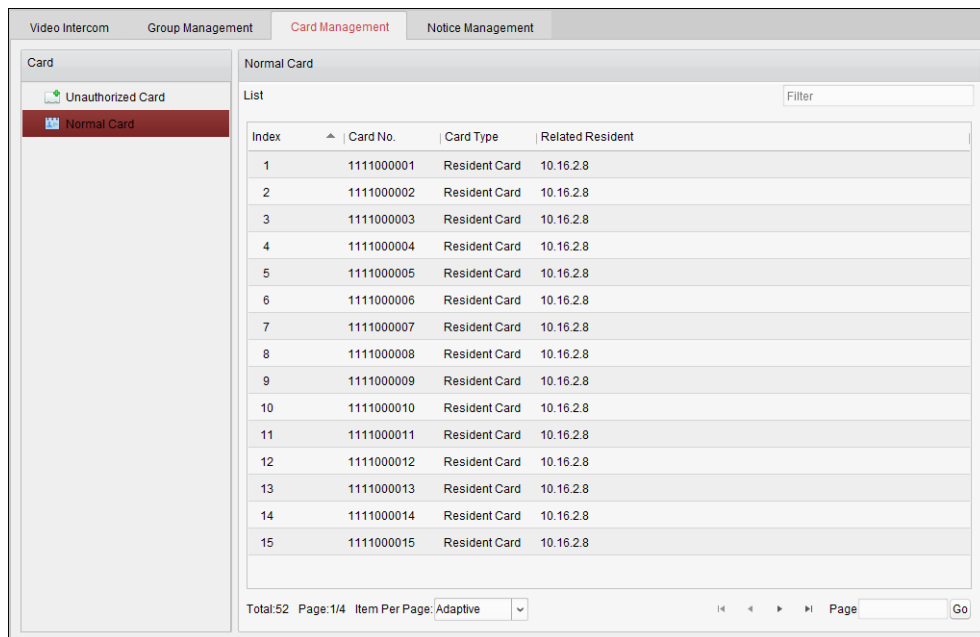 Video Intercom Group Management Card Management Notice Management
Card
Unauthorized Card
Normal Card
Normal Card
List Filter
Index Card No. Card Type Related Resident
1 1111000001 Resident Card 10.16.2.8
2 1111000002 Resident Card 10.16.2.8
3 1111000003 Resident Card 10.16.2.8
4 1111000004 Resident Card 10.16.2.8
5 1111000005 Resident Card 10.16.2.8
6 1111000006 Resident Card 10.16.2.8
7 1111000007 Resident Card 10.16.2.8
8 1111000008 Resident Card 10.16.2.8
9 1111000009 Resident Card 10.16.2.8
10 1111000010 Resident Card 10.16.2.8
11 1111000011 Resident Card 10.16.2.8
12 1111000012 Resident Card 10.16.2.8
13 1111000013 Resident Card 10.16.2.8
14 1111000014 Resident Card 10.16.2.8
15 1111000015 Resident Card 10.16.2.8
Total:52 Page:1/4 Item Per Page: Adaptive Page Go